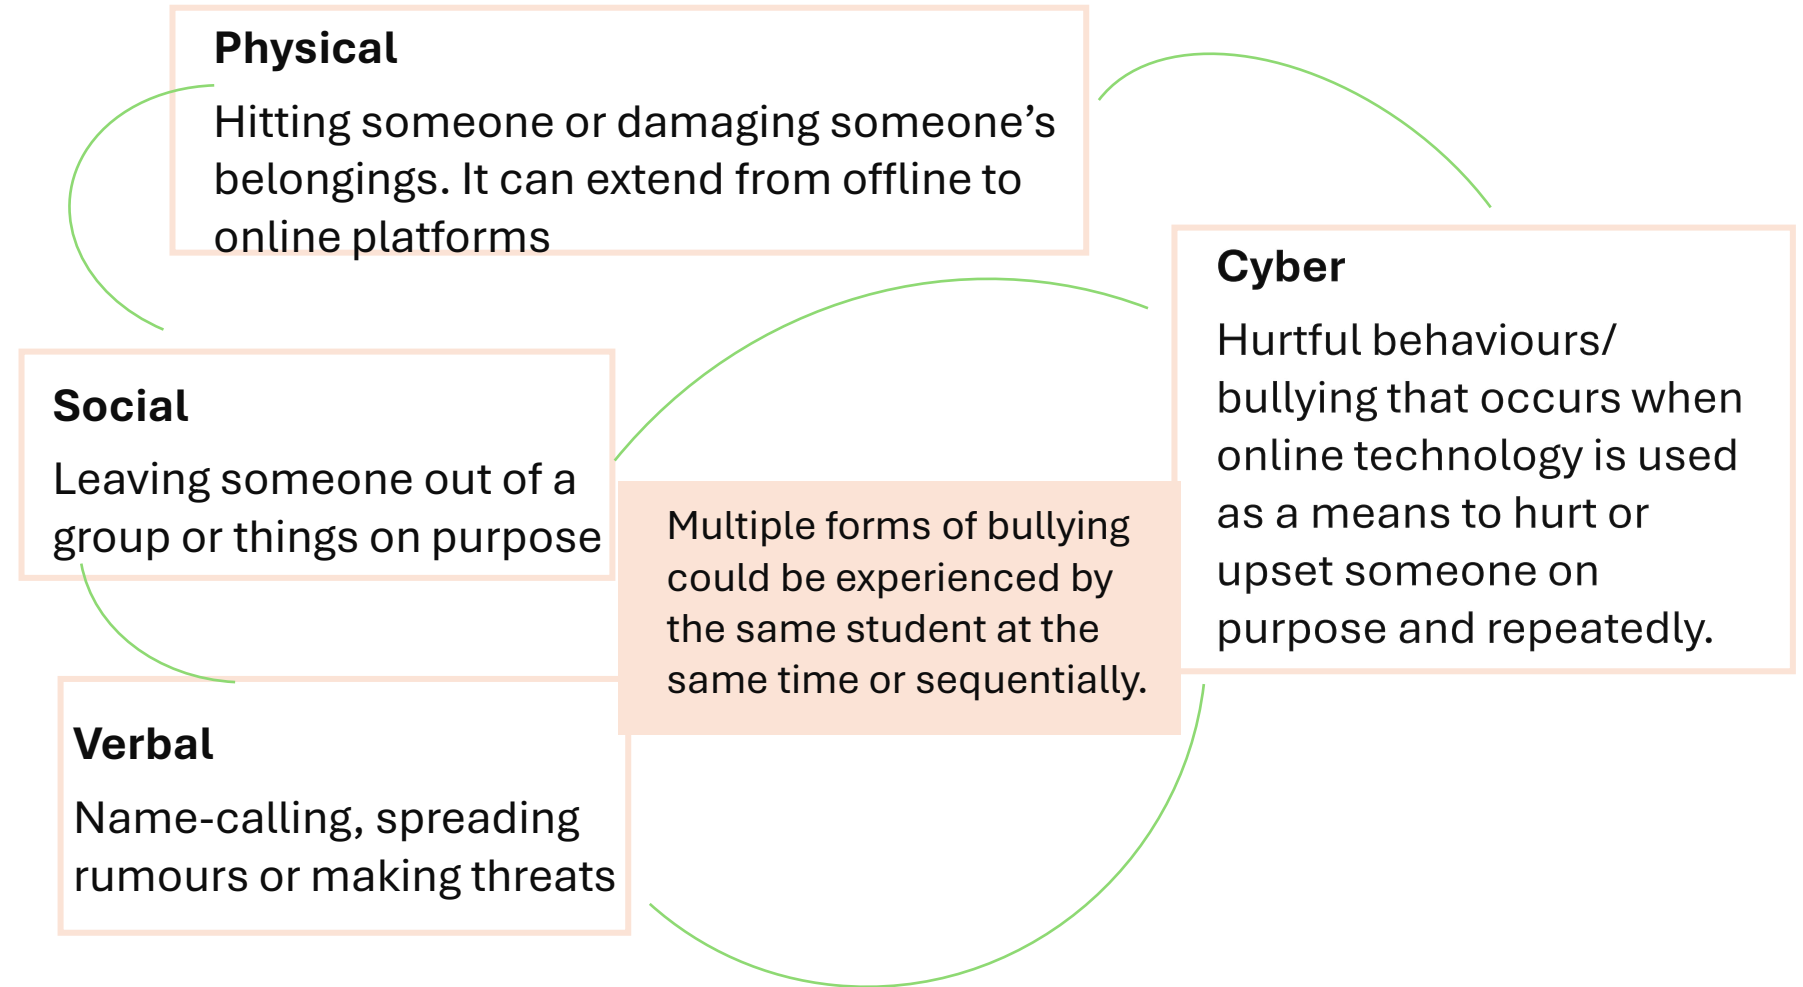 Physical
Hitting someone or damaging someone’s
belongings. It can extend from offline to
online platforms
Cyber
Hurtful behaviours/
bullying that occurs when
online technology is used
as a means to hurt or
upset someone on
purpose and repeatedly.
Social
Leaving someone out of a
group or things on purpose
Multiple forms of bullying
could be experienced by
the same student at the
same time or sequentially.
Verbal
Name-calling, spreading
rumours or making threats